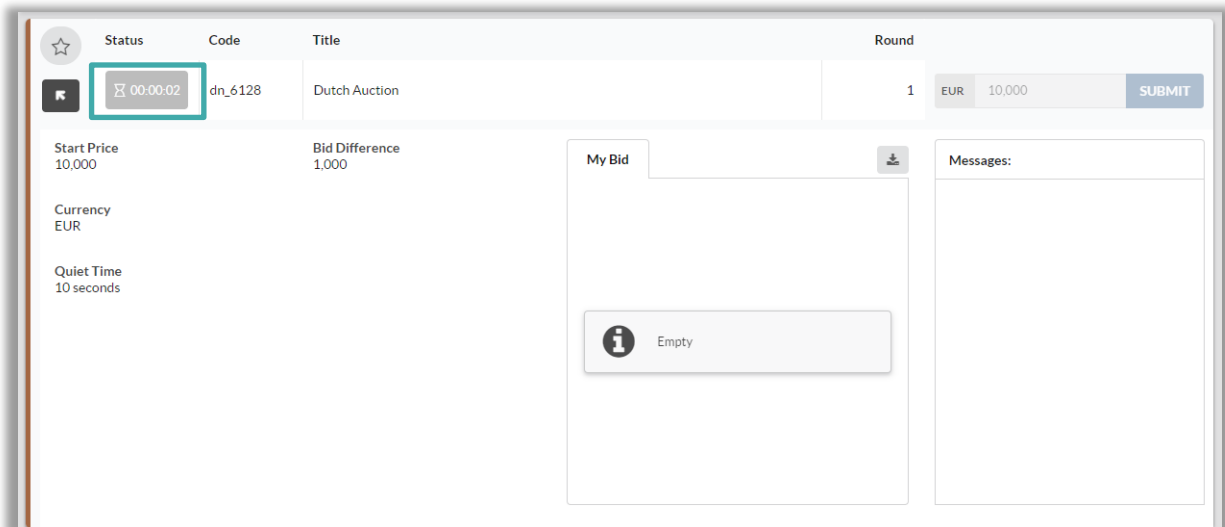 Status Code Title Round
00:00:02 dn_6128 Dutch Auction 1 EUR 10,000 SUBMIT
Start Price
10,000
Bid Difference
1,000
Currency
EUR
Quiet Time
10 seconds
My Bid
Empty
Messages: